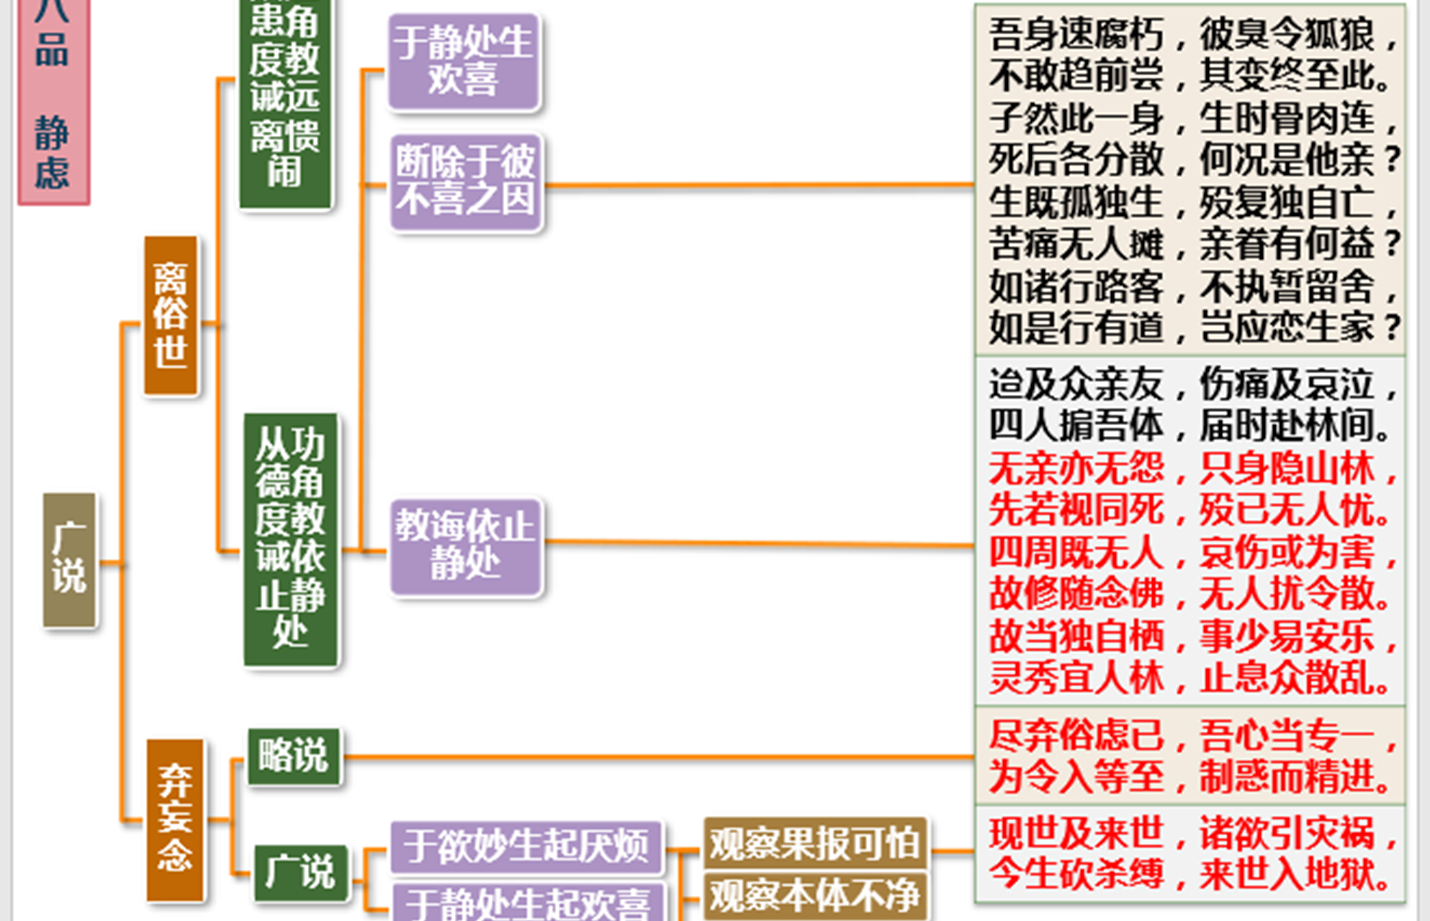 八
品
静
虑
广
说
离
俗
世
弃
妄
念
患角
度教
诫远
离愦
闹
从功
德角
度教
诫依
止静
处
略说
广说
于静处生
欢喜
断除于彼
不喜之因
教诲依止
静处
于欲妙生起厌烦
于静处生起欢喜
观察果报可怕
观察本体不净
吾身速腐朽，彼臭令狐狼，
不敢趋前尝，其变终至此。
孑然此一身，生时骨肉连，
死后各分散，何况是他亲？
生既孤独生，殁复独自亡，
苦痛无人摊，亲眷有何益？
如诸行路客，不执暂留舍，
如是行有道，岂应恋生家？
迨及众亲友，伤痛及哀泣，
四人掮吾体，届时赴林间。
无亲亦无怨，只身隐山林，
先若视同死，殁已无人忧。
四周既无人，哀伤或为害，
故修随念佛，无人扰令散。
故当独自栖，事少易安乐，
灵秀宜人林，止息众散乱。
尽弃俗虑已，吾心当专一，
为令入等至，制惑而精进。
现世及来世，诸欲引灾祸，
今生砍杀缚，来世入地狱。